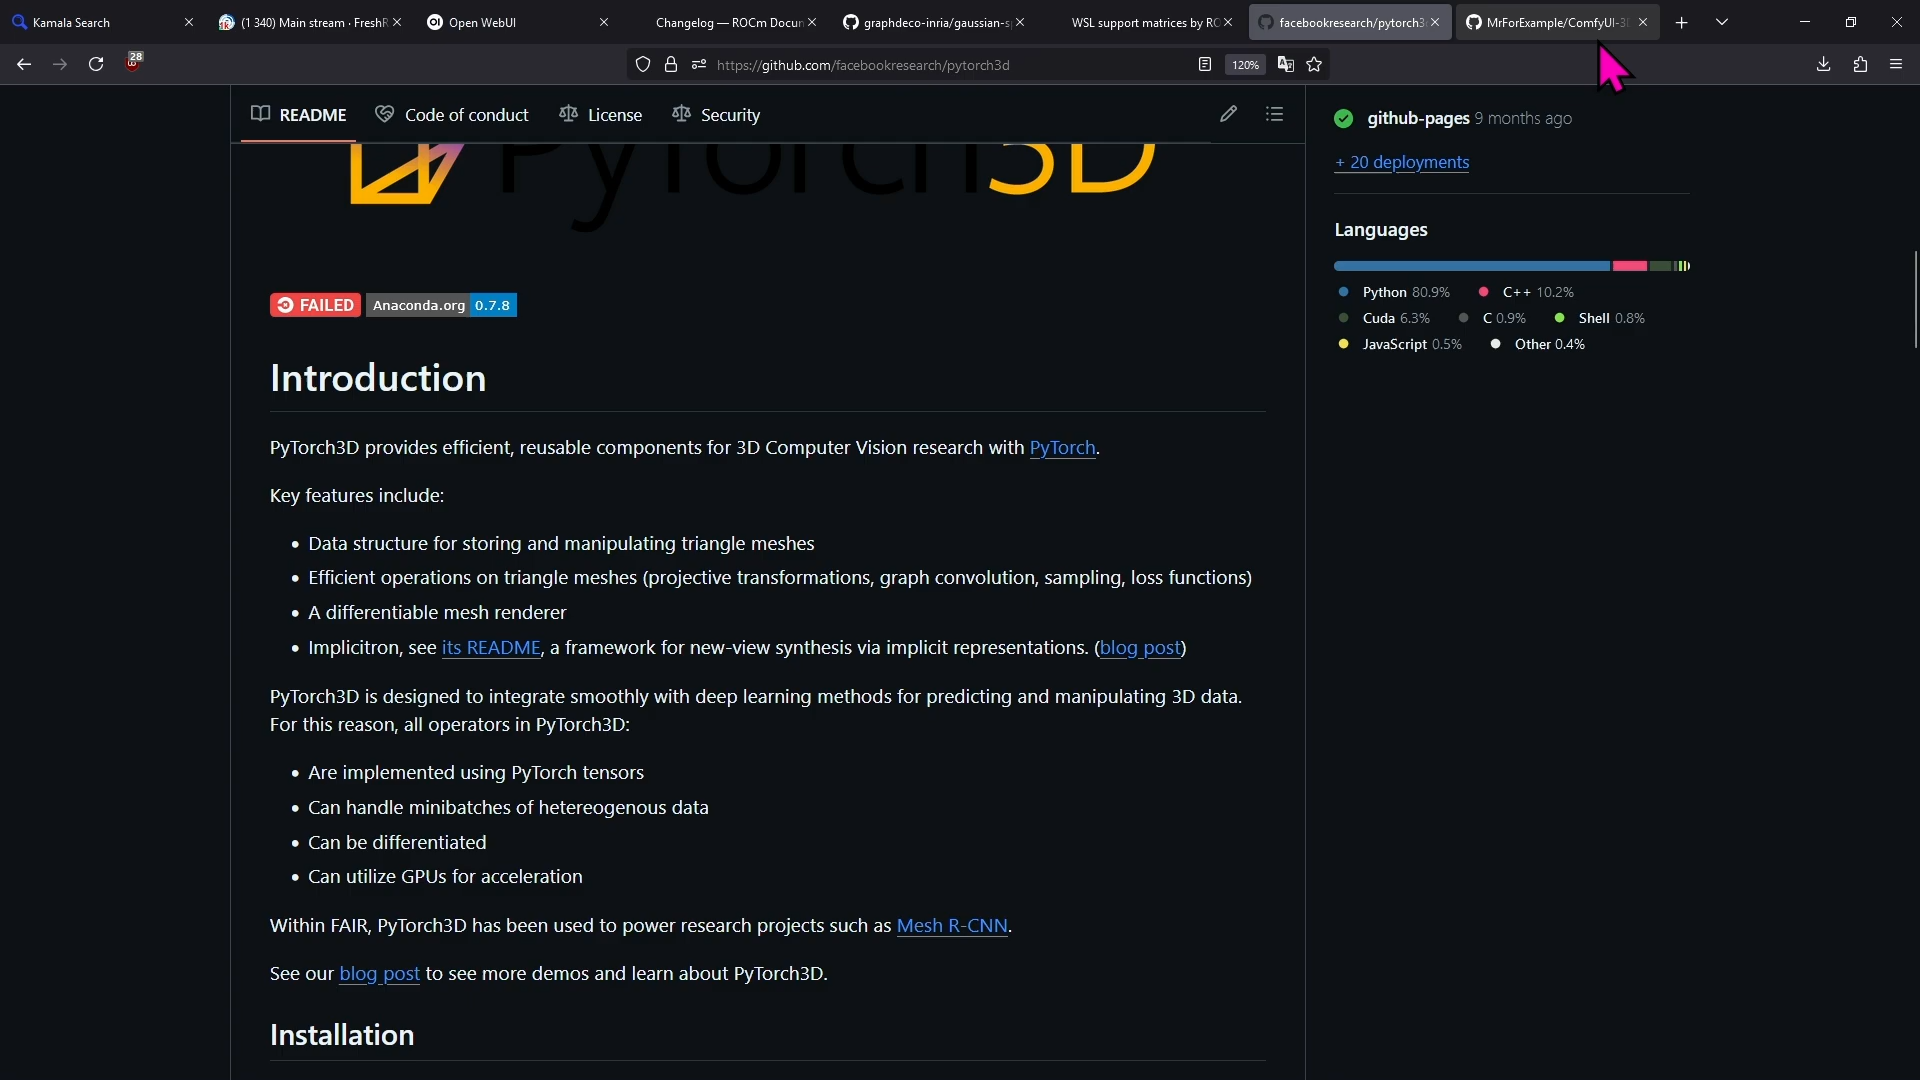 Kamala Search
(1 340) Main stream · FreshR
Open WebUI
Changelog — ROCm Docun
graphdeco-inria/gaussian-s
WSL support matrices by RO
facebookresearch/pytorch3
MrForExample/ComfyUI-3D
28
https://github.com/facebookresearch/pytorch3d
120%
README
Code of conduct
License
Security
PyTorch3D
FAILED
Anaconda.org 0.7.8
Introduction
PyTorch3D provides efficient, reusable components for 3D Computer Vision research with PyTorch.
Key features include:
• Data structure for storing and manipulating triangle meshes
• Efficient operations on triangle meshes (projective transformations, graph convolution, sampling, loss functions)
• A differentiable mesh renderer
• Implicitron, see its README, a framework for new-view synthesis via implicit representations. (blog post)
PyTorch3D is designed to integrate smoothly with deep learning methods for predicting and manipulating 3D data.
For this reason, all operators in PyTorch3D:
• Are implemented using PyTorch tensors
• Can handle minibatches of hetereogenous data
• Can be differentiated
• Can utilize GPUs for acceleration
Within FAIR, PyTorch3D has been used to power research projects such as Mesh R-CNN.
See our blog post to see more demos and learn about PyTorch3D.
Installation
github-pages 9 months ago
+ 20 deployments
Languages
Python 80.9%
C++ 10.2%
Cuda 6.3%
C 0.9%
Shell 0.8%
JavaScript 0.5%
Other 0.4%